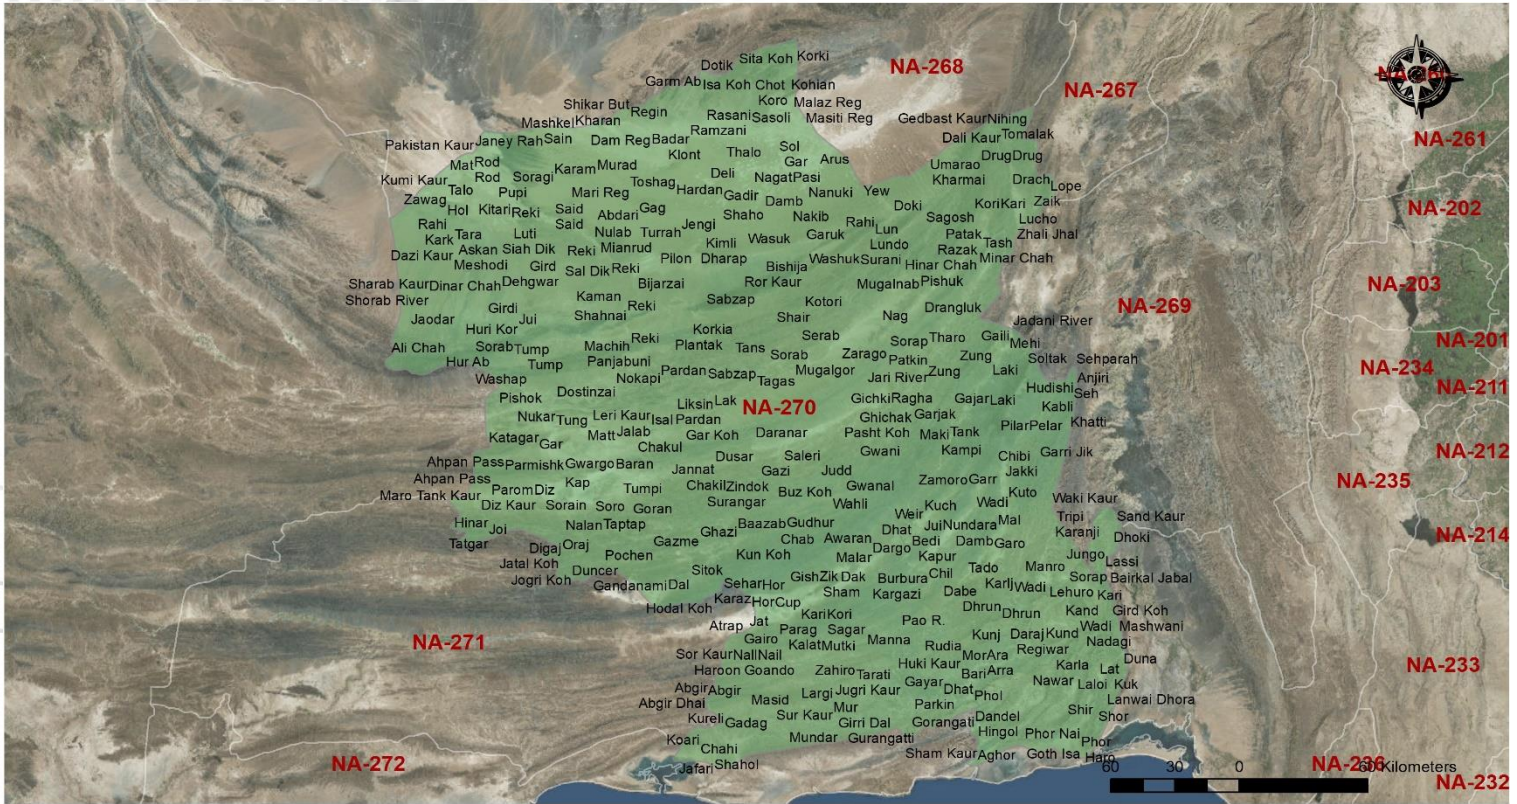 Sita Koh Korki
Dotik
NA-268
Garm Ab Isa Koh Chot Kohian
NA-267
Koro Malaz Reg
Shikar But Regin
Rasani Sasoli Masiti Reg
Gedbast Kaur Nihing
Mashkel Kharan
Ramzani
Dali Kaur Tomalak
NA-261
Pakistan Kaur Janey Rah Sain Dam Reg Badar
Klont Thalo Sol
Drug Drug
Mat Rod
Karam Murad
Gar Arus
Umarao
Kumi Kaur Rod Soragi
Toshag Deli Nagat Pasi
Kharmai Drach Lope
Talo Pupi Mari Reg
Hardan Gadir Damb Nanuki Yew
Zawag
Doki
Kori Kari Zaik
NA-202
Hol Kitari Reki Said Abdari Gag
Shaho Nakib
Sagosh Lucho
Rahi Said Nulab Turrah Jengi
Garuk Rahi Lun
Patak Zhali Jhal
Kark Tara Luti
Kimli Wasuk
Lundo
Razak Tash
Dazi Kaur Askan Siah Dik Reki Mianrud
Pilon Dharap
Washuk Surani
Hinar Chah Minar Chah
Meshodi Gird Sal Dik Reki
Bishija
Sharab Kaur Dinar Chah Dehgwar
Bijarzai
Ror Kaur
Mugalnab Pishuk
NA-203
Shorab River
Kaman Reki
Sabzap
Kotori
Drangluk
NA-269
Girdi Jui Shahnai
Shair
Nag
Jaodar
Jadani River
Huri Kor
Korkia
Serab
Sorap Tharo Gaili Mehi
NA-201
Ali Chah Sorab Tump Machih Reki Plantak Tans Sorab
Zarago Patkin Zung Soltak Sehparah
Hur Ab Tump Panjabuni
Pardan Sabzap Mugalgor
Jari River Zung Laki
NA-234
Washap Nokapi
Tagas
Anjiri
NA-211
Pishok Dostinzai
Liksin Lak NA-270
Gichki Ragha Gajar Laki
Hudishi Seh
Nukar Tung Leri Kaur Isal Pardan
Ghichak Garjak
Kabli
Katagar Gar Matt Jalab
Gar Koh Daranar
Pasht Koh Maki Tank
Pilar Pelar Khatti
Chakul
Gwani Kampi
Garri Jik
NA-212
Ahpan Pass Parmishk Gwargo Baran
Dusar Saleri
Chibi
Ahpan Pass
Jannat Gazi Judd
Jakki
Kap
Chakil Zindok Buz Koh Gwanal
Zamoro Garr
NA-235
Maro Tank Kaur Parom Diz
Tumpi
Surangar Wahli
Kuto Waki Kaur
Diz Kaur Sorain Soro Goran
Weir Kuch Wadi
Tripi Sand Kaur
Hinar Joi Nalan Taptap
Ghazi Baazab Gudhur
Dhat Jui Nundara Mal
Karanji Dhoki
NA-214
Tatgar Digaj Oraj
Gazme
Chab Awaran
Bedi Damb Garo
Pochen
Kun Koh
Malar Dargo Kapur
Jungo Lassi
Jatal Koh Duncer
Sitok
Tado Manro
Jogri Koh
Gandanami Dal
Sehar Hor Gish Zik Dak
Burbura Chil
Karlj Wadi Sorap Bairkal Jabal
Karaz
Sham Kargazi Dabe
Lehuro Kari
Hodal Koh
Hor Cup
Dhrun Dhrun
Kand Gird Koh
Atrap Jat
Kari Kori
Pao R.
Wadi Mashwani
NA-271
Gairo Parag Sagar
Manna
Kunj Daraj Kund
Nadagi
Sor Kaur Nall Nail Kalat Mutki
Rudia
Mor Ara Regiwar
Duna
NA-233
Haroon Goando Zahiro Tarati
Huki Kaur
Bari Arra Karla Lat
Abgir Abgir
Largi Jugri Kaur
Gayar Dhat Phol
Nawar Laloi Kuk
Abgir Dhai
Masid
Mur
Parkin
Lanwai Dhora
Kureli Gadag
Sur Kaur Girri Dal
Gorangati Dandel
Shir Shor
Koari Chahi
Mundar Gurangatti
Hingol Phor Nai Phor
NA-272
Jafari Shahol
Sham Kaur Aghor Goth Isa Haro
NA-236
60 30 0 60 Kilometers
NA-232